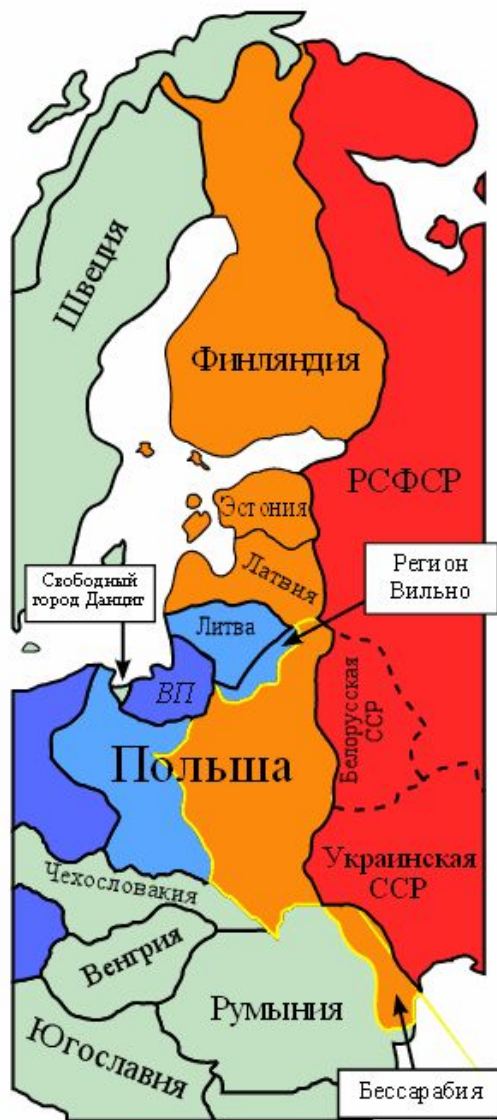 Швеция
Финляндия
РСФСР
Эстония
Латвия
Регион
Вильно
Свободный
город Данциг
Литва
ВП
Белорусская
ССР
Польша
Украинская
ССР
Чехословакия
Венгрия
Румыния
Югославия
Бессарабия